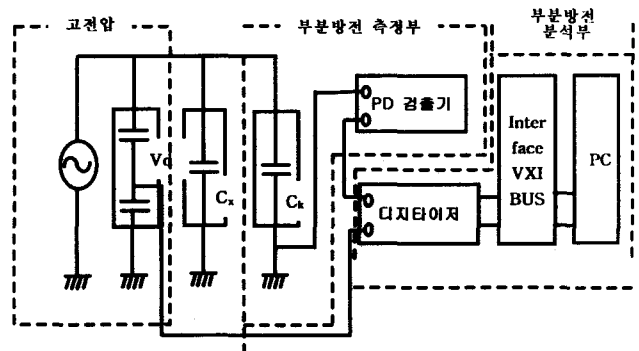 고전압
부분방전 측정부
부분방전
분석부
PD 검출기
Inter
face
VXI
BUS
PC
디지타이저
Vd
Cx
Ck